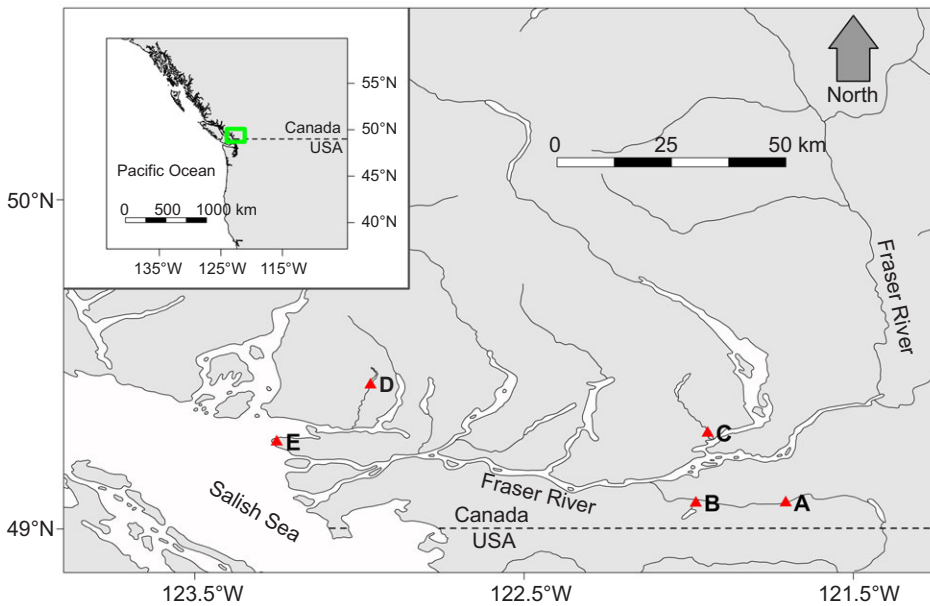 55°N
Canada
50°N
USA
45°N
Pacific Ocean
0 500 1000 km
40°N
135°W 125°W 115°W
North
0 25 50 km
50°N
Fraser River
D
C
E
Fraser River
B
A
Salish Sea
Canada
49°N
USA
123.5°W 122.5°W 121.5°W